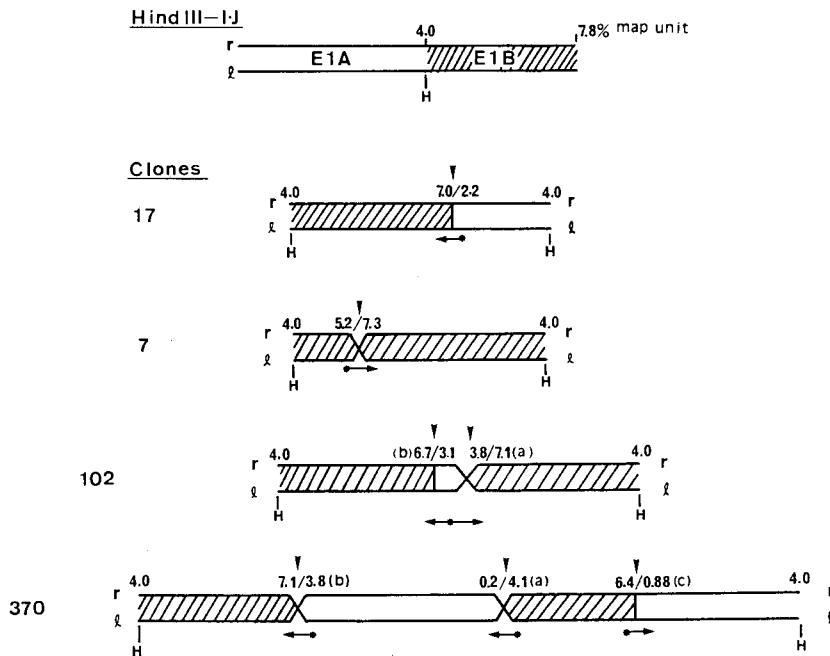 Hind III–I·J
4.0 7.8% map unit
r E1A E1B
ℓ
H
Clones
17
4.0 7.0/2·2 4.0
r r
ℓ ℓ
H H
7
4.0 5.2/7.3 4.0
r r
ℓ ℓ
H H
102
4.0 (b)6.7/3.1 3.8/7.1(a) 4.0
r r
ℓ ℓ
H H
370
4.0 7.1/3.8(b) 0.2/4.1(a) 6.4/0.88(c) 4.0
r r
ℓ ℓ
H H